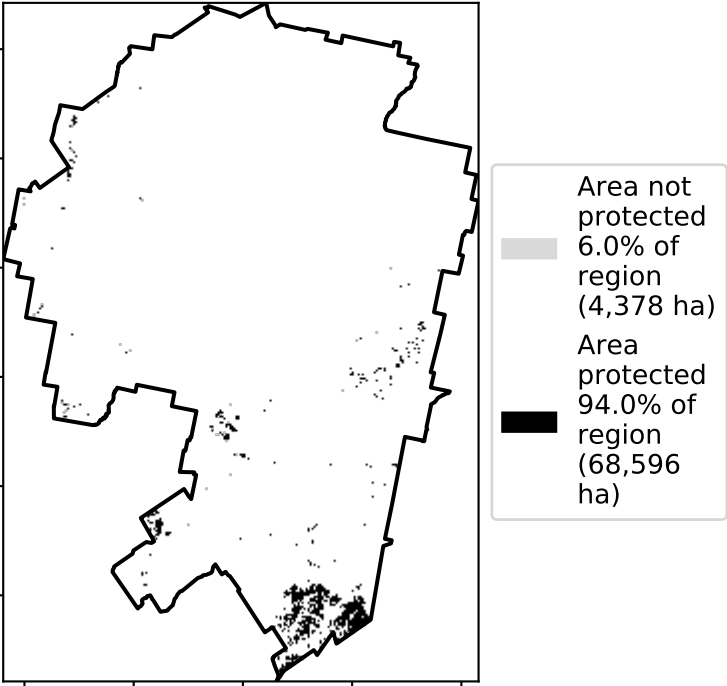 Area not
protected
6.0% of
region
(4,378 ha)
Area
protected
94.0% of
region
(68,596
ha)